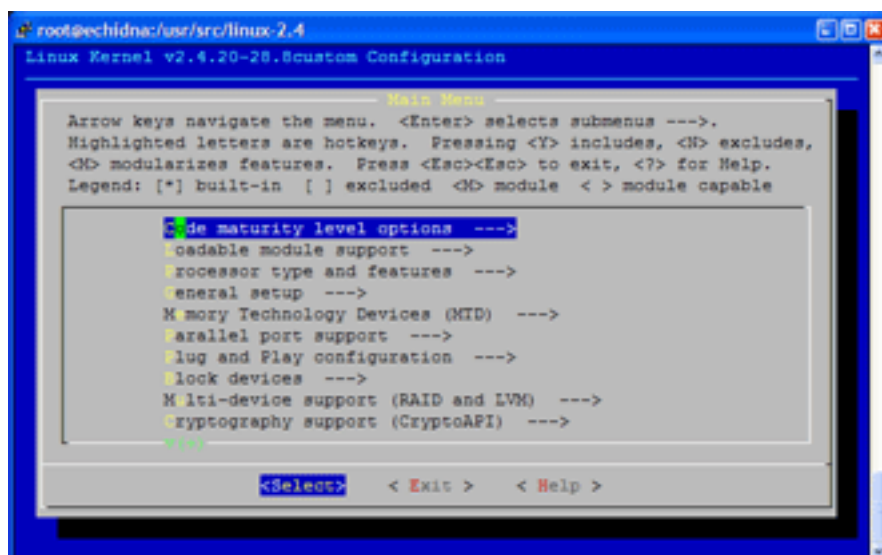 root@echidna:/usr/src/linux-2.4
Linux Kernel v2.4.20-28.8custom Configuration
Main Menu
Arrow keys navigate the menu. <Enter> selects submenus --->.
Highlighted letters are hotkeys. Pressing <Y> includes, <N> excludes,
<M> modularizes features. Press <Esc><Esc> to exit, <?> for Help.
Legend: [*] built-in [ ] excluded <M> module < > module capable
Code maturity level options --->
Loadable module support --->
Processor type and features --->
General setup --->
Memory Technology Devices (MTD) --->
Parallel port support --->
Plug and Play configuration --->
Block devices --->
Multi-device support (RAID and LVM) --->
Cryptography support (CryptoAPI) --->
<Select> < Exit > < Help >